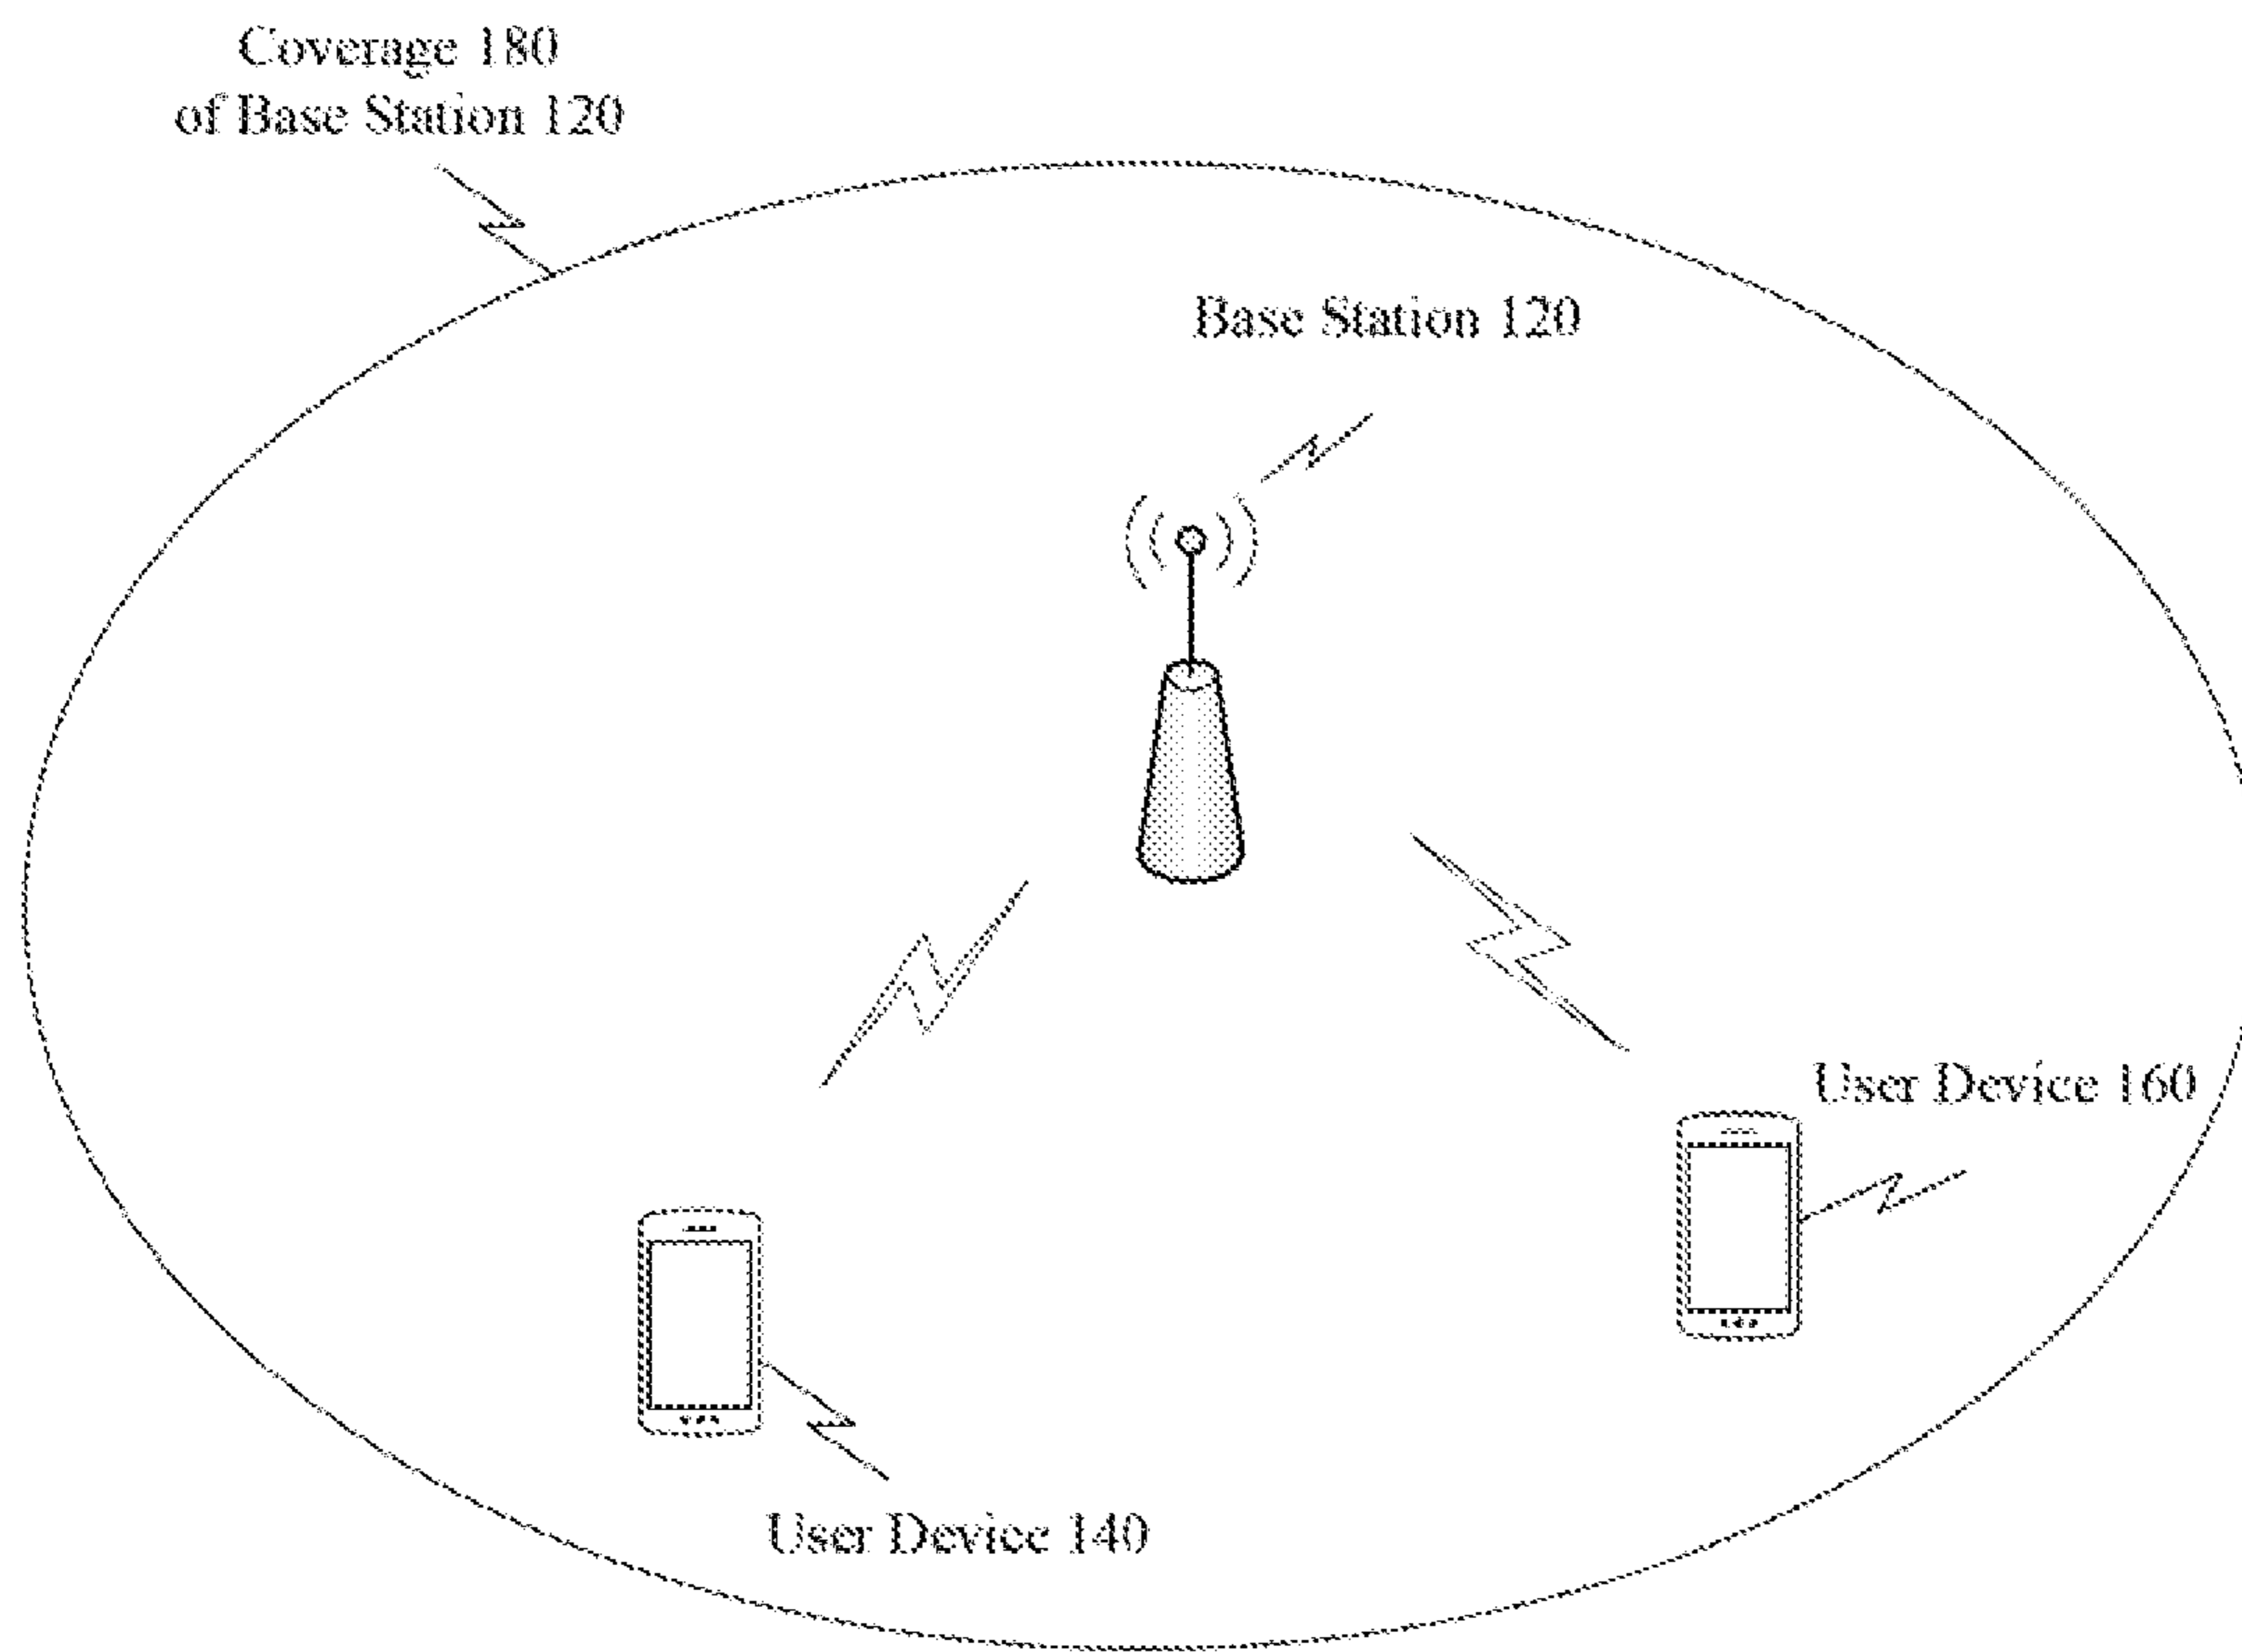 Coverage 180
of Base Station 120
Base Station 120
User Device 160
User Device 140